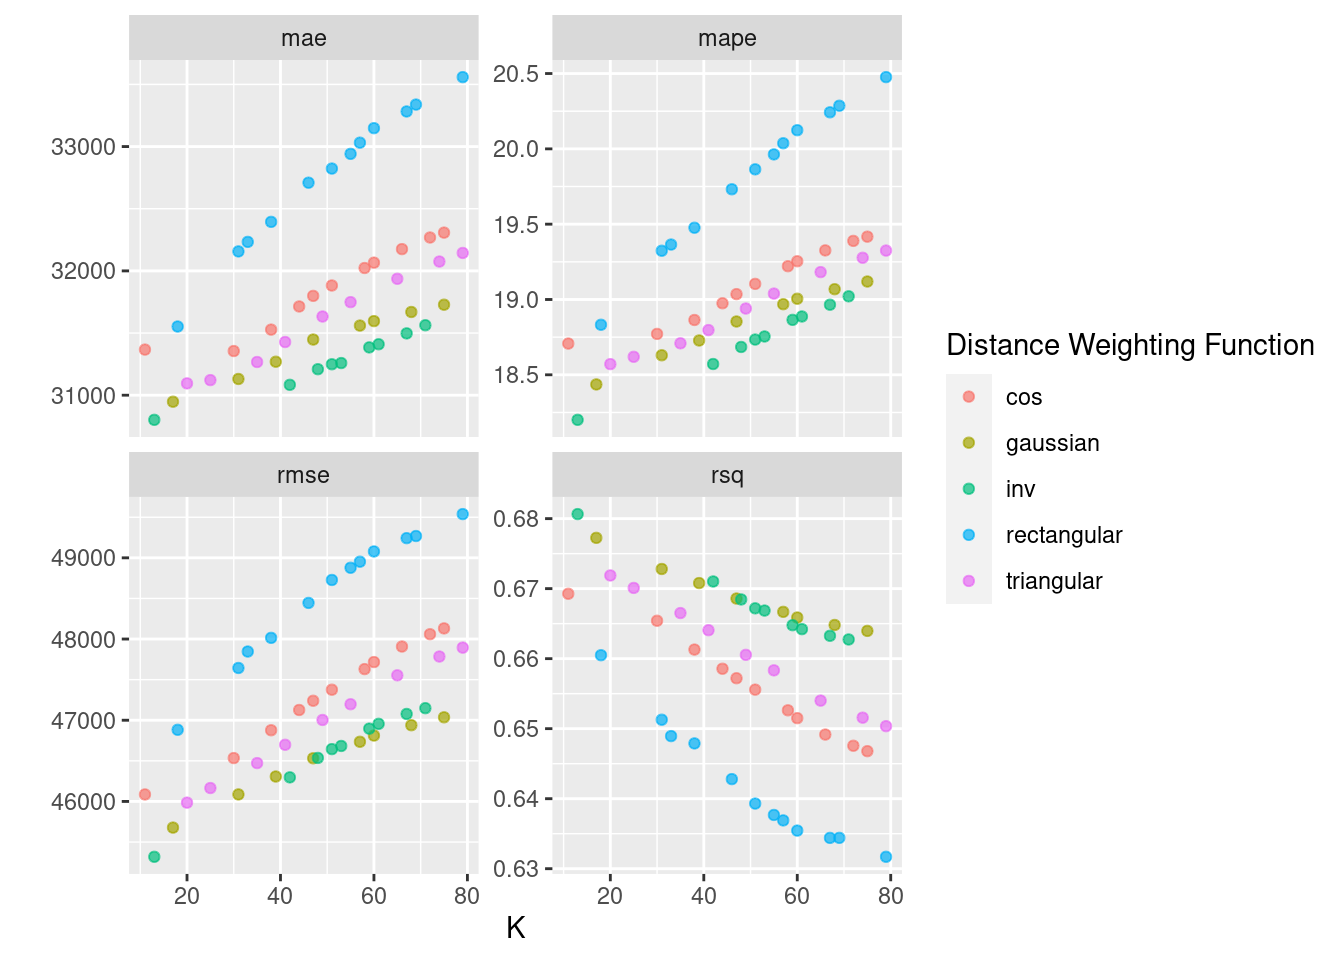 mae
mape
33000
32000
31000
20.5
20.0
19.5
19.0
18.5
rmse
rsq
49000
48000
47000
46000
0.68
0.67
0.66
0.65
0.64
0.63
20 40 60 80
20 40 60 80
K
Distance Weighting Function
cos
gaussian
inv
rectangular
triangular